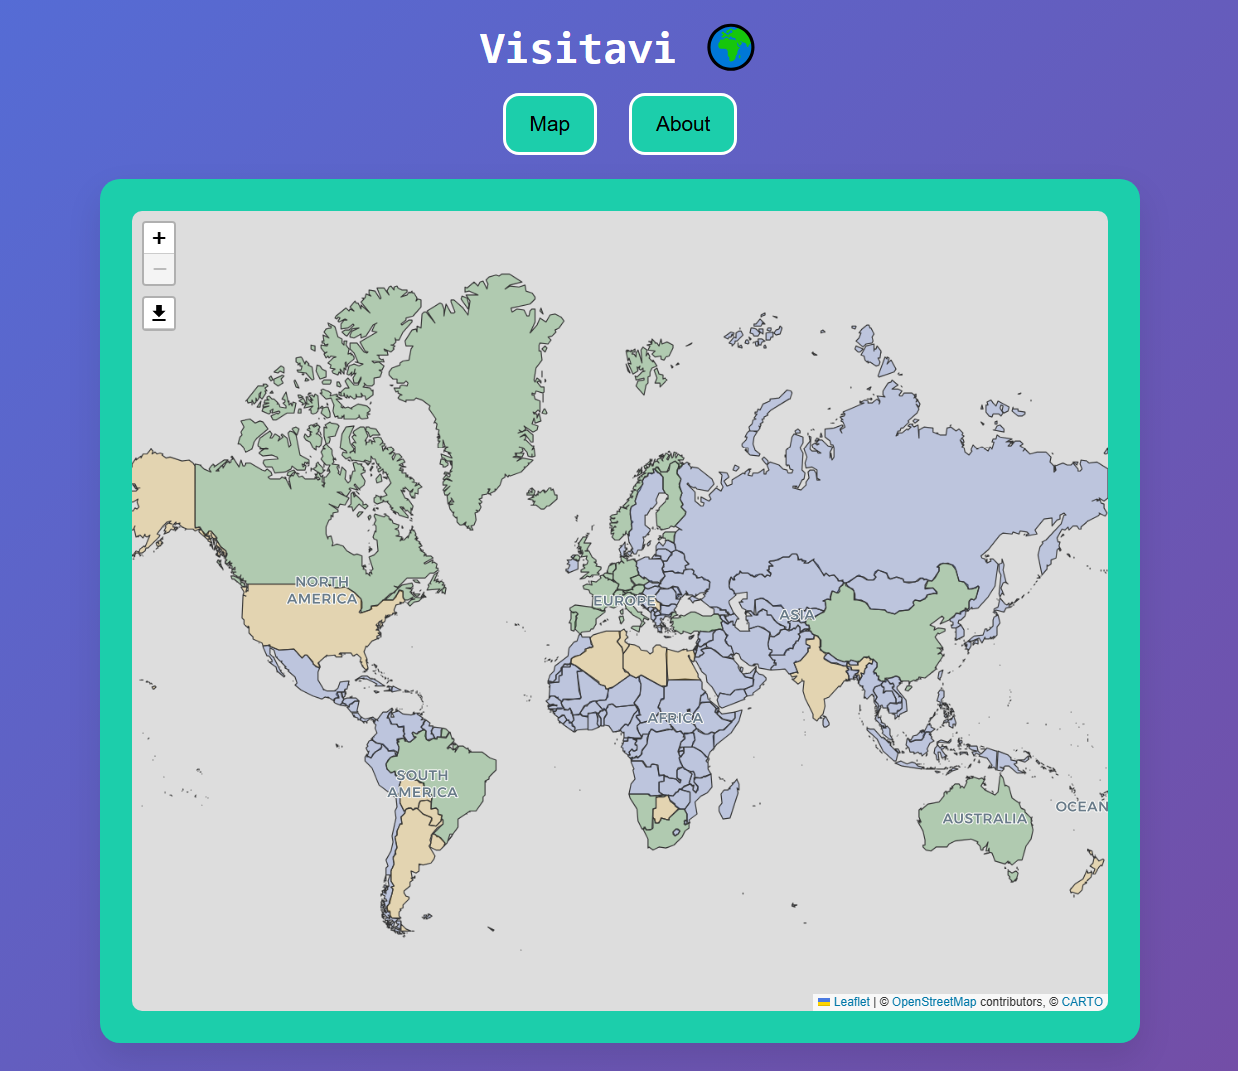 Visitavi
Map
About
+
−
NORTH
AMERICA
EUROPE
ASIA
AFRICA
SOUTH
AMERICA
OCEAN
AUSTRALIA
Leaflet | © OpenStreetMap contributors, © CARTO